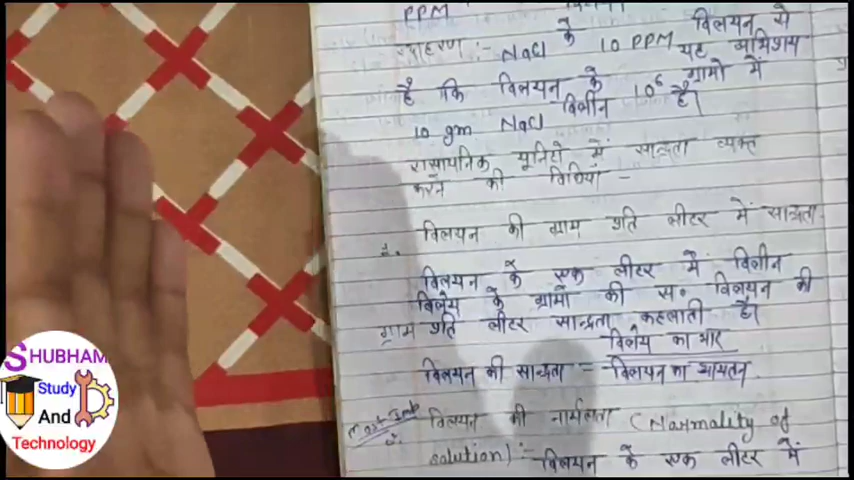 PPM
उदाहरण :- NaCl के 10 PPM विलयन से
यह अभिप्राय
है कि विलयन के 10⁶ ग्रामो में
10 gm NaCl विलीन है।
रासायनिक यूनिटो में सान्द्रता व्यक्त
करने की विधियां -
1. विलयन की ग्राम प्रति लीटर में सान्द्रता
विलयन के एक लीटर में विलीन
विलेय के ग्रामों की स॰ विलयन की
ग्राम प्रति लीटर सान्द्रता कहलाती है।
विलयन की सान्द्रता = विलेय का भार
विलयन का आयतन
Most Imp
2. विलयन की नार्मलता (Normality of
solution) :- विलयन के एक लीटर में
SHUBHAM
Study
And
Technology